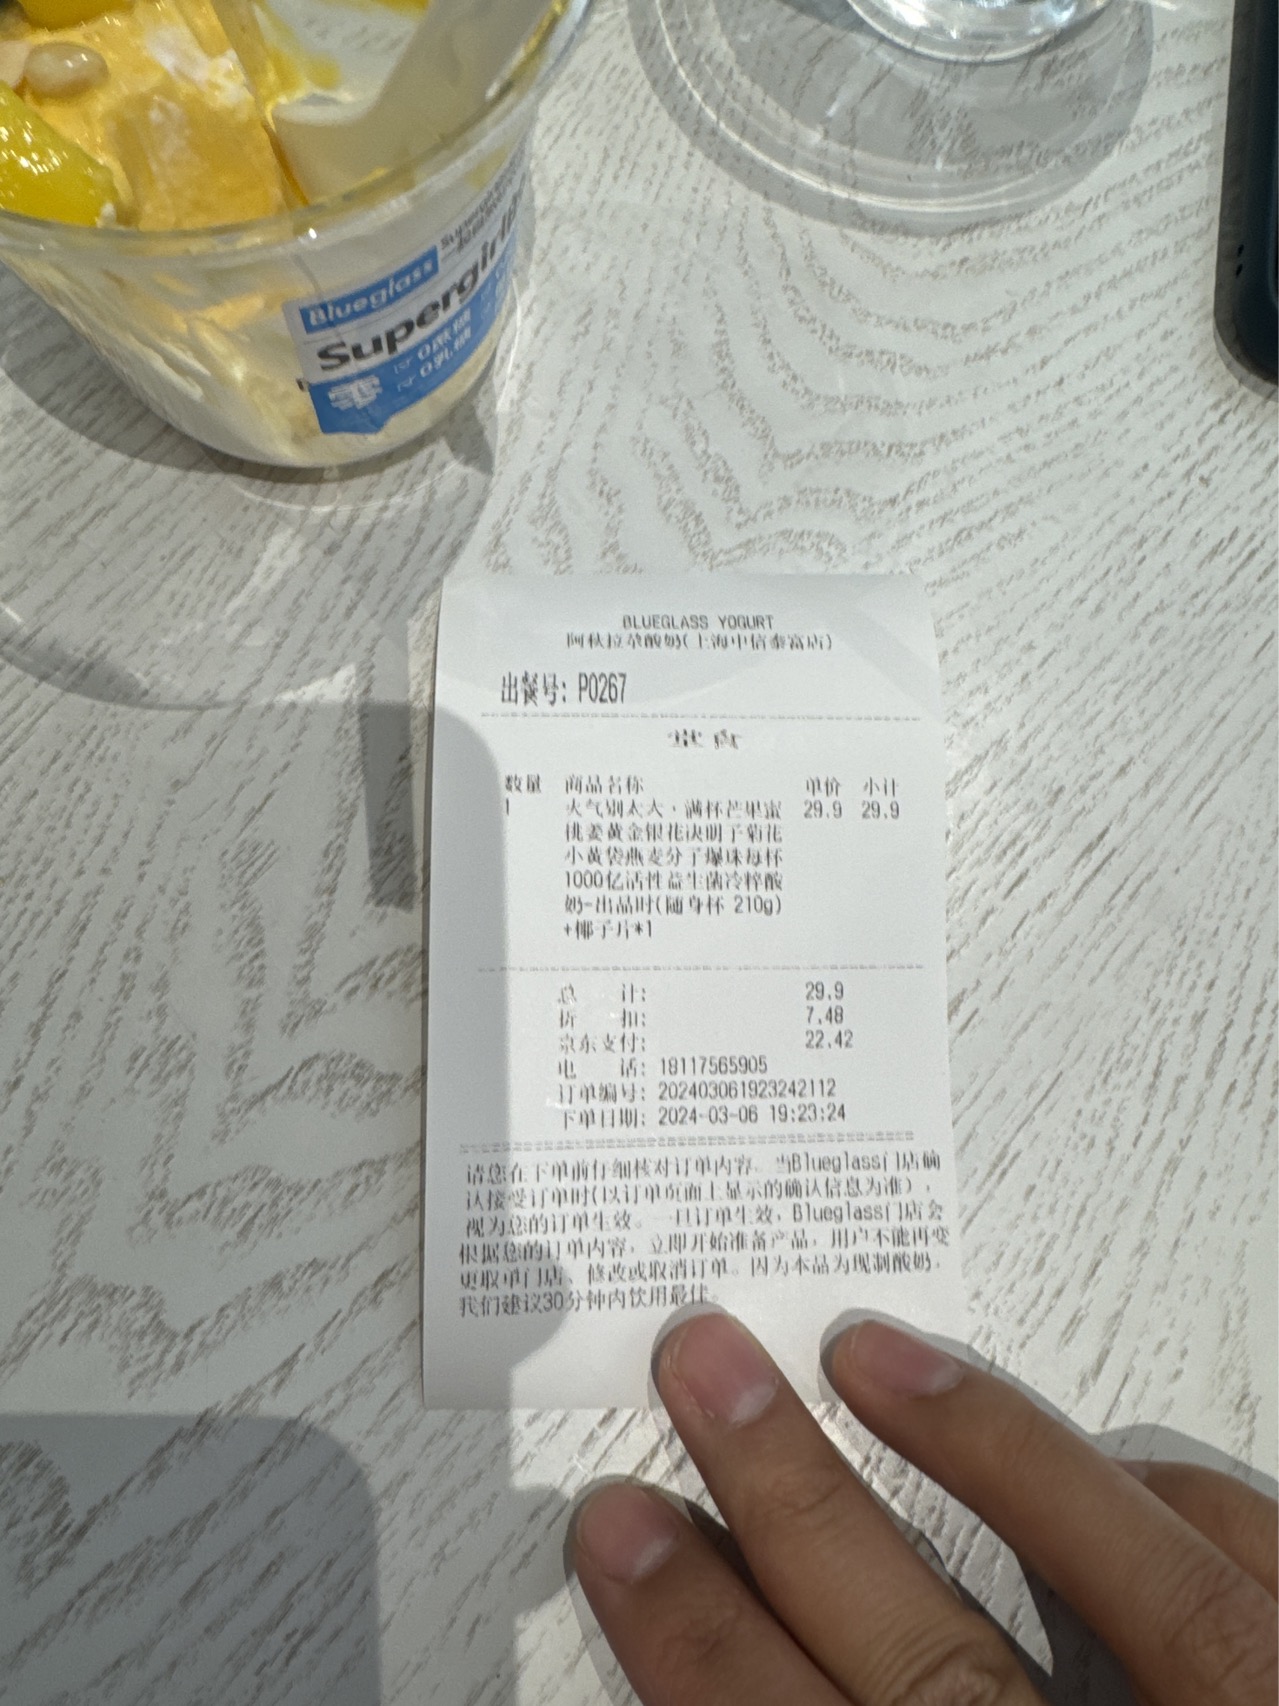 Blueglass
Supergirl
0蔗糖
0乳糖
BLUEGLASS YOGURT
阿秋拉尕酸奶(上海中信泰富店)
出餐号: P0267
堂食
数量 商品名称 单价 小计
1 火气别太大·满杯芒果蜜 29.9 29.9
桃姜黄金银花决明子菊花
小黄袋燕麦分子爆珠每杯
1000亿活性益生菌冷榨酸
奶-出品时(随身杯 210g)
+椰子片*1
总 计: 29.9
折 扣: 7.48
京东支付: 22.42
电 话: 18117565905
订单编号: 202403061923242112
下单日期: 2024-03-06 19:23:24
请您在下单前仔细核对订单内容。当Blueglass门店确
认接受订单时(以订单页面上显示的确认信息为准),
视为您的订单生效。一旦订单生效,Blueglass门店会
根据您的订单内容,立即开始准备产品,用户不能再变
更取单门店、修改或取消订单。因为本品为现制酸奶,
我们建议30分钟内饮用最佳。